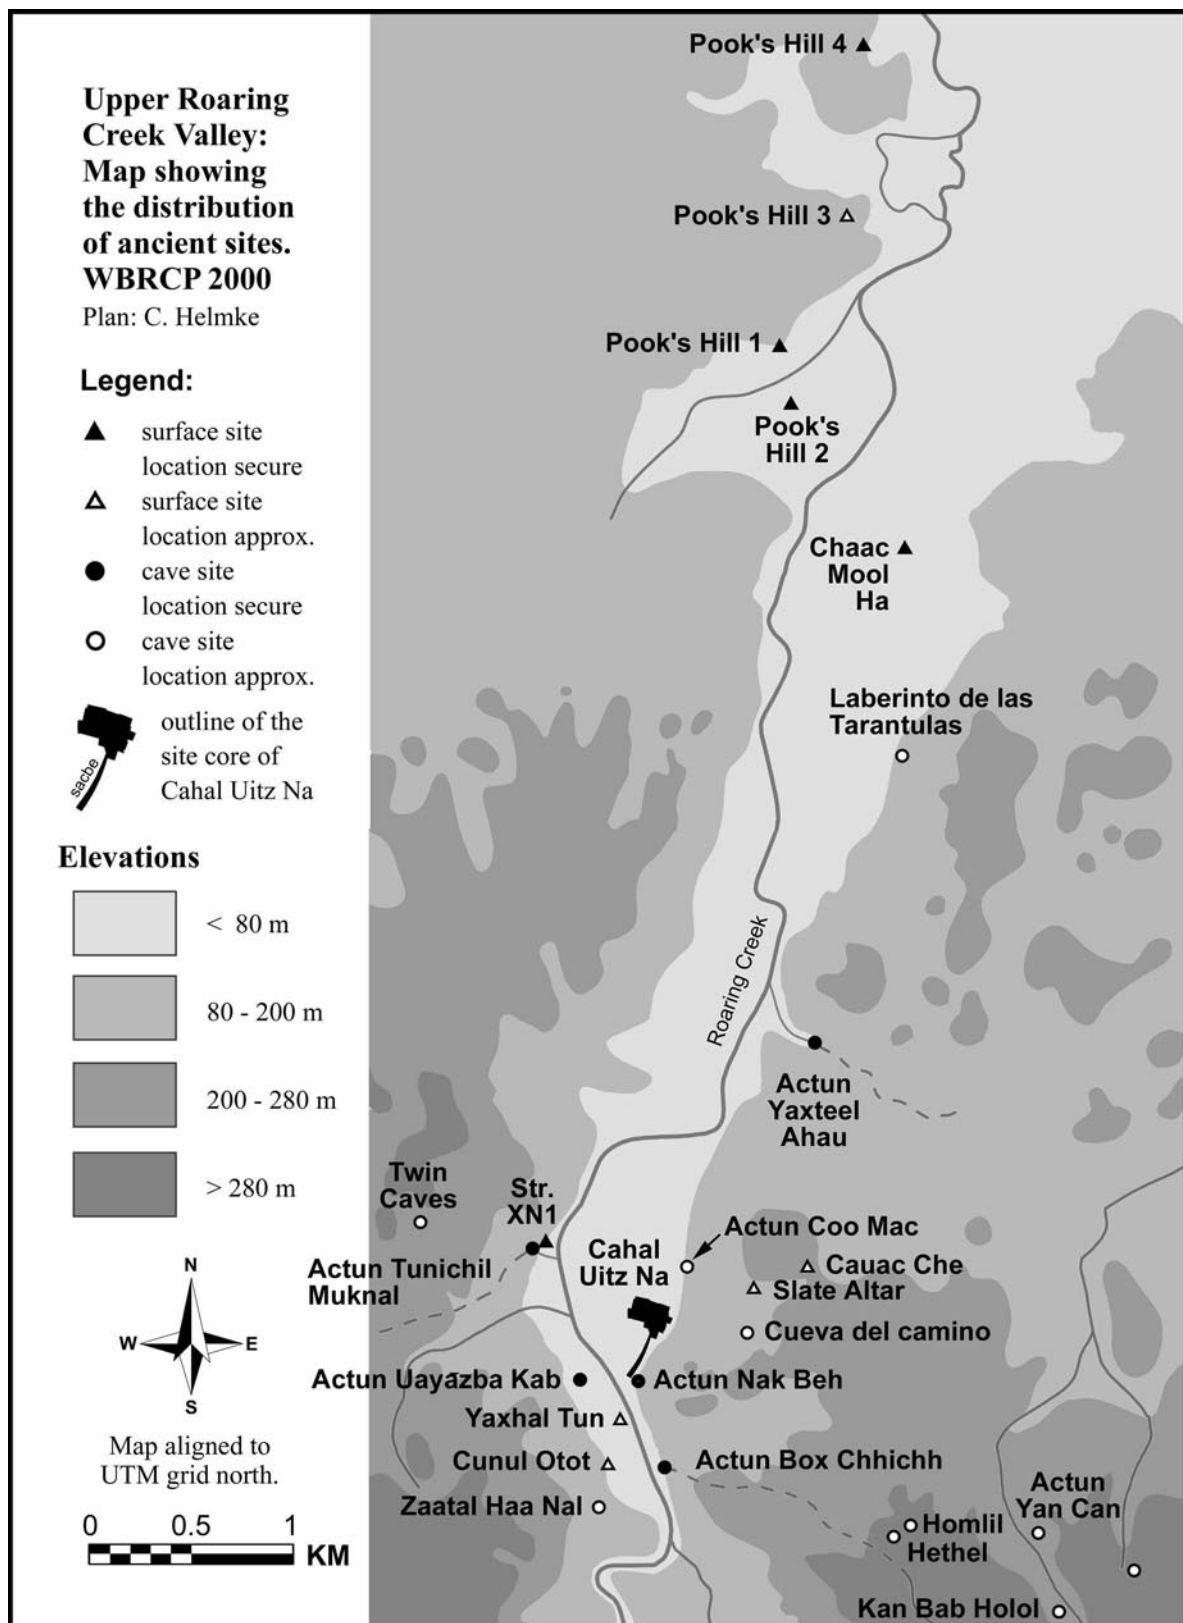 Upper Roaring
Creek Valley:
Map showing
the distribution
of ancient sites.
WBRCP 2000
Plan: C. Helmke
Legend:
surface site
location secure
surface site
location approx.
cave site
location secure
cave site
location approx.
sacbe
outline of the
site core of
Cahal Uitz Na
Elevations
< 80 m
80 - 200 m
200 - 280 m
> 280 m
N
W
E
S
Map aligned to
UTM grid north.
0 0.5 1
KM
Pook's Hill 4
Pook's Hill 3
Pook's Hill 1
Pook's
Hill 2
Chaac
Mool
Ha
Laberinto de las
Tarantulas
Roaring Creek
Actun
Yaxteel
Ahau
Twin
Caves
Str.
XN1
Actun Tunichil
Muknal
Cahal
Uitz Na
Actun Coo Mac
Cauac Che
Slate Altar
Cueva del camino
Actun Uayazba Kab
Actun Nak Beh
Yaxhal Tun
Cunul Otot
Actun Box Chhichh
Zaatal Haa Nal
Actun
Yan Can
Homlil
Hethel
Kan Bab Holol